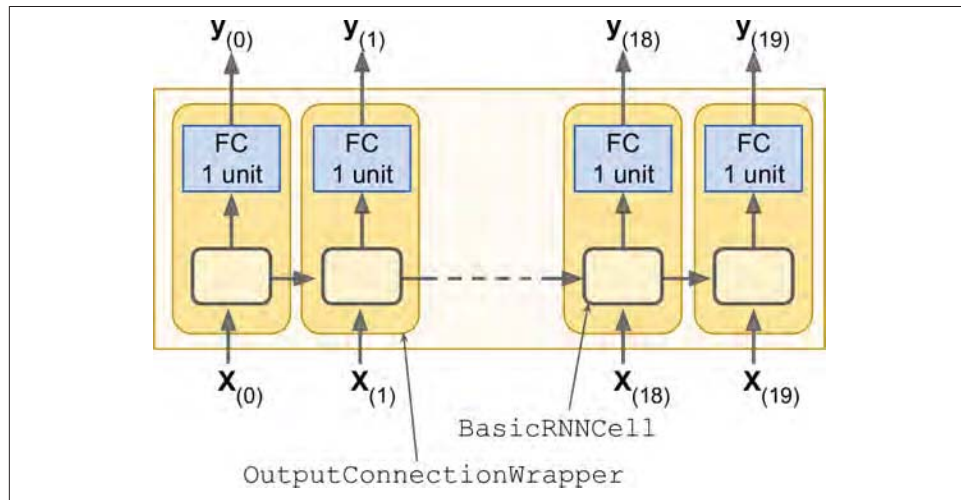 y(0) y(1) y(18) y(19)
FC FC FC FC
1 unit 1 unit 1 unit 1 unit
X(0) X(1) X(18) X(19)
BasicRNNCell
OutputConnectionWrapper